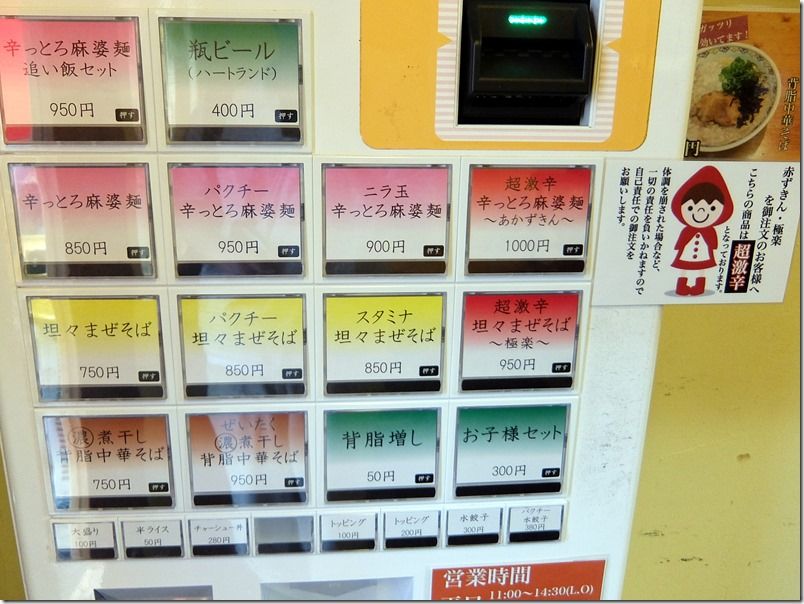 辛っとろ麻婆麺
追い飯セット
950円
押す
瓶ビール
（ハートランド）
400円
押す
辛っとろ麻婆麺
850円
押す
パクチー
辛っとろ麻婆麺
950円
押す
ニラ玉
辛っとろ麻婆麺
900円
押す
超激辛
辛っとろ麻婆麺
～あかずきん～
1000円
押す
坦々まぜそば
750円
押す
パクチー
坦々まぜそば
850円
押す
スタミナ
坦々まぜそば
850円
押す
超激辛
坦々まぜそば
～極楽～
950円
押す
濃煮干し
背脂中華そば
750円
押す
ぜいたく
濃煮干し
背脂中華そば
950円
押す
背脂増し
50円
押す
お子様セット
300円
押す
大盛り
100円
半ライス
50円
チャーシュー丼
280円
トッピング
100円
トッピング
200円
水餃子
300円
パクチー
水餃子
380円
営業時間
11:00～14:30(L.O)
ガッツリ
効いてます!
背脂中華そば
円
赤ずきん・極楽
を御注文のお客様へ
こちらの商品は超激辛
となっております。
体調を崩された場合など、
一切の責任を負いかねますので
自己責任での御注文を
お願いします。